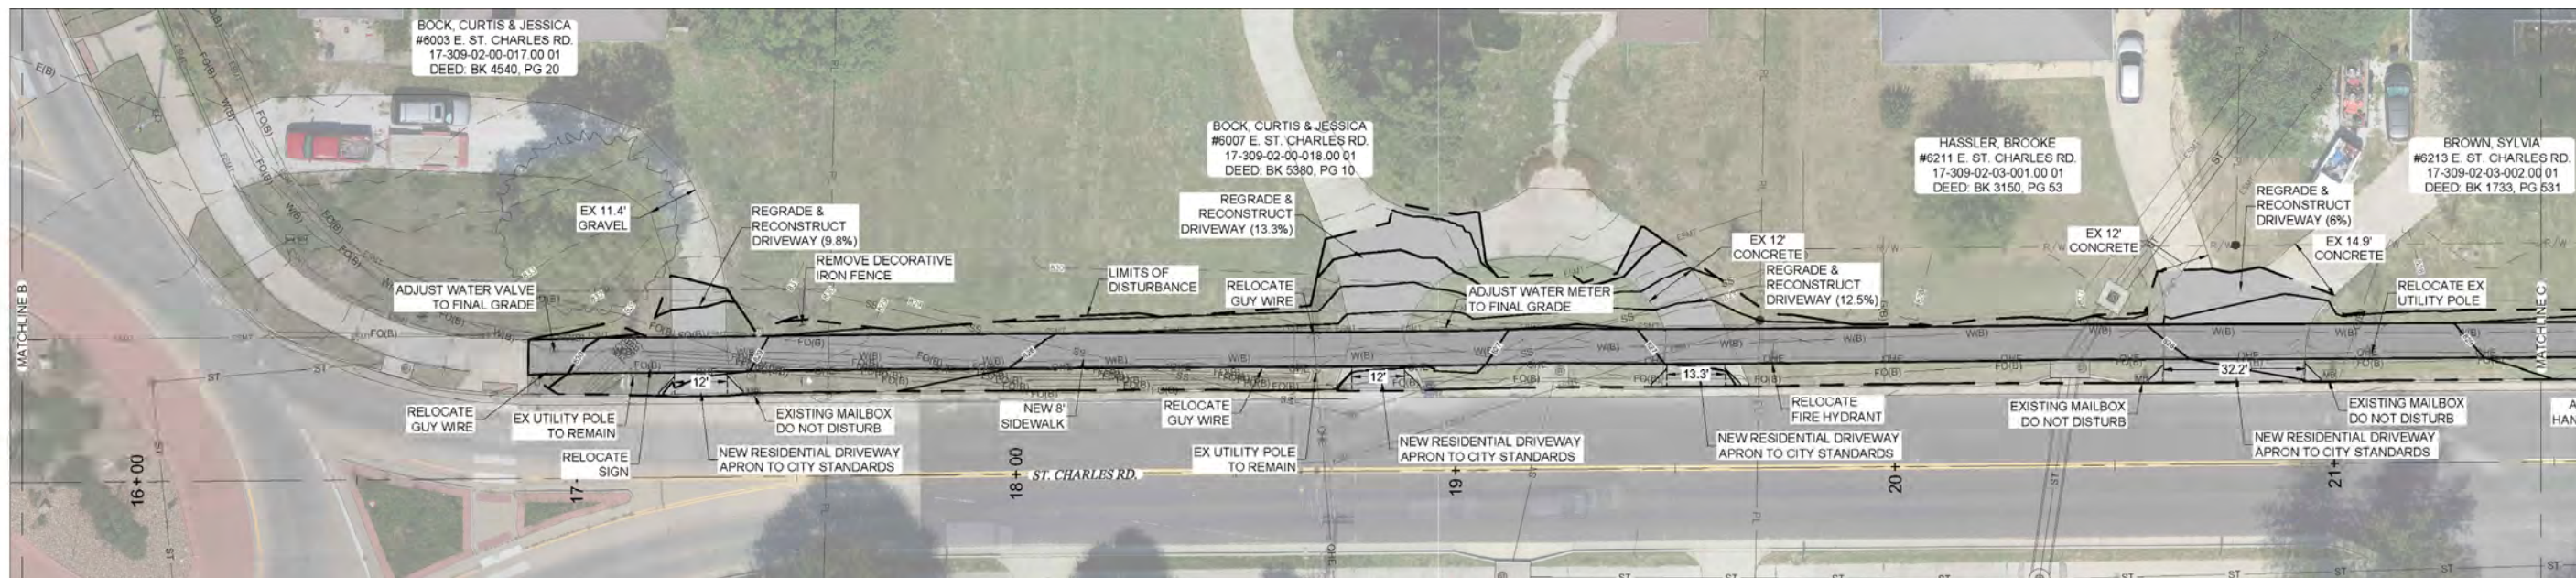 BOCK, CURTIS & JESSICA
#6003 E. ST. CHARLES RD.
17-309-02-00-017.00 01
DEED: BK 4540, PG 20
BOCK, CURTIS & JESSICA
#6007 E. ST. CHARLES RD.
17-309-02-00-018.00 01
DEED: BK 5380, PG 10
HASSLER, BROOKE
#6211 E. ST. CHARLES RD.
17-309-02-03-001.00 01
DEED: BK 3150, PG 53
BROWN, SYLVIA
#6213 E. ST. CHARLES RD.
17-309-02-03-002.00 01
DEED: BK 1733, PG 531
EX 11.4'
GRAVEL
REGRADE &
RECONSTRUCT
DRIVEWAY (9.8%)
REMOVE DECORATIVE
IRON FENCE
ADJUST WATER VALVE
TO FINAL GRADE
LIMITS OF
DISTURBANCE
REGRADE &
RECONSTRUCT
DRIVEWAY (13.3%)
RELOCATE
GUY WIRE
ADJUST WATER METER
TO FINAL GRADE
EX 12'
CONCRETE
REGRADE &
RECONSTRUCT
DRIVEWAY (12.5%)
EX 12'
CONCRETE
REGRADE &
RECONSTRUCT
DRIVEWAY (6%)
EX 14.9'
CONCRETE
RELOCATE EX
UTILITY POLE
MATCHLINE B
MATCHLINE C
12'
12'
13.3'
32.2'
RELOCATE
GUY WIRE
EX UTILITY POLE
TO REMAIN
RELOCATE
SIGN
EXISTING MAILBOX
DO NOT DISTURB
NEW RESIDENTIAL DRIVEWAY
APRON TO CITY STANDARDS
NEW 8'
SIDEWALK
RELOCATE
GUY WIRE
EX UTILITY POLE
TO REMAIN
NEW RESIDENTIAL DRIVEWAY
APRON TO CITY STANDARDS
RELOCATE
FIRE HYDRANT
NEW RESIDENTIAL DRIVEWAY
APRON TO CITY STANDARDS
EXISTING MAILBOX
DO NOT DISTURB
EXISTING MAILBOX
DO NOT DISTURB
NEW RESIDENTIAL DRIVEWAY
APRON TO CITY STANDARDS
A
HAN
16+00
17-
18+00
ST. CHARLES RD.
19+
20+
21+